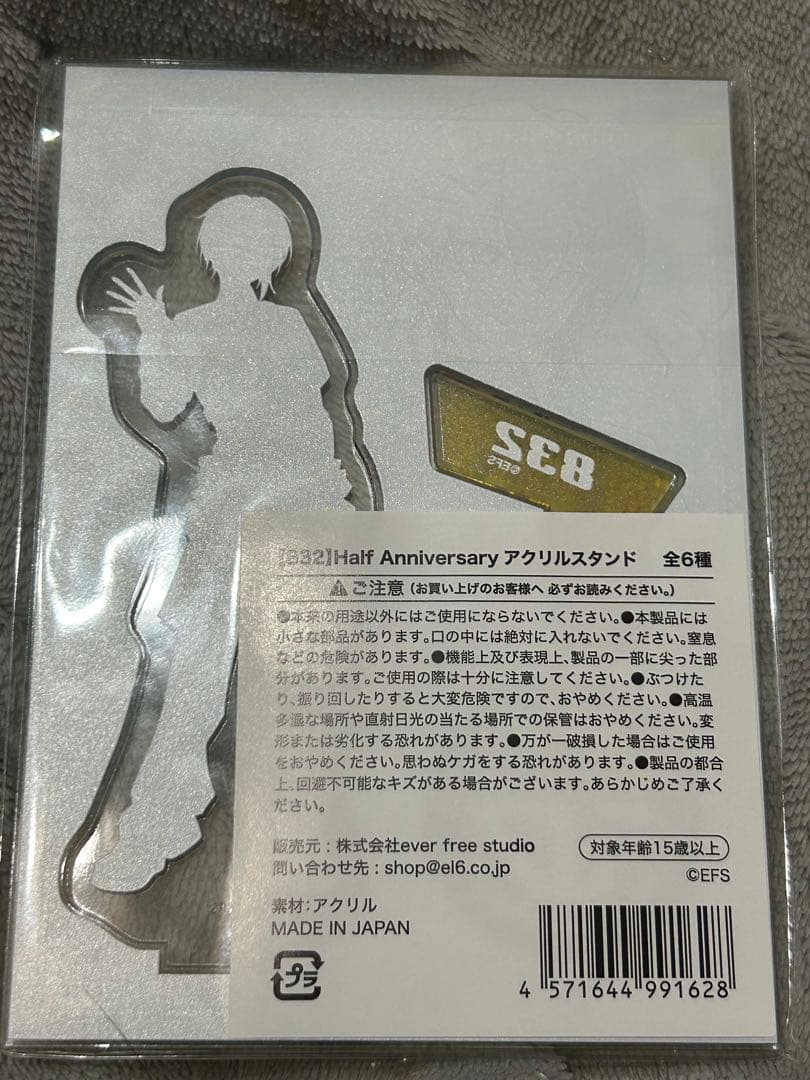 832
©EFS
【832】Half Anniversary アクリルスタンド 全6種
⚠ご注意（お買い上げのお客様へ 必ずお読みください。）
●本来の用途以外にはご使用にならないでください。●本製品には
小さな部品があります。口の中には絶対に入れないでください。窒息
などの危険があります。●機能上及び表現上、製品の一部に尖った部
分があります。ご使用の際は十分に注意してください。●ぶつけた
り、振り回したりすると大変危険ですので、おやめください。●高温
多湿な場所や直射日光の当たる場所での保管はおやめください。変
形または劣化する恐れがあります。●万が一破損した場合はご使用
をおやめください。思わぬケガをする恐れがあります。●製品の都合
上、回避不可能なキズがある場合がございます。あらかじめご了承く
ださい。
販売元：株式会社ever free studio
対象年齢15歳以上
問い合わせ先：shop@el6.co.jp
©EFS
素材：アクリル
MADE IN JAPAN
プラ
4 571644 991628